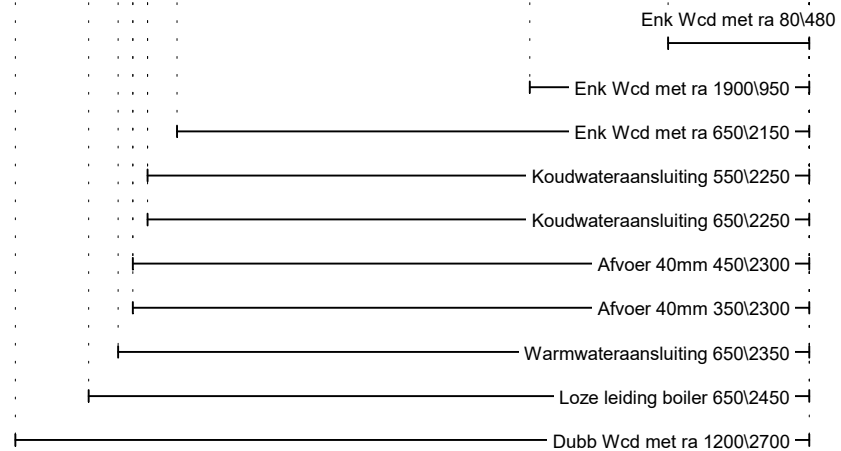 Enk Wcd met ra 80\480
Enk Wcd met ra 1900\950
Enk Wcd met ra 650\2150
Koudwateraansluiting 550\2250
Koudwateraansluiting 650\2250
Afvoer 40mm 450\2300
Afvoer 40mm 350\2300
Warmwateraansluiting 650\2350
Loze leiding boiler 650\2450
Dubb Wcd met ra 1200\2700